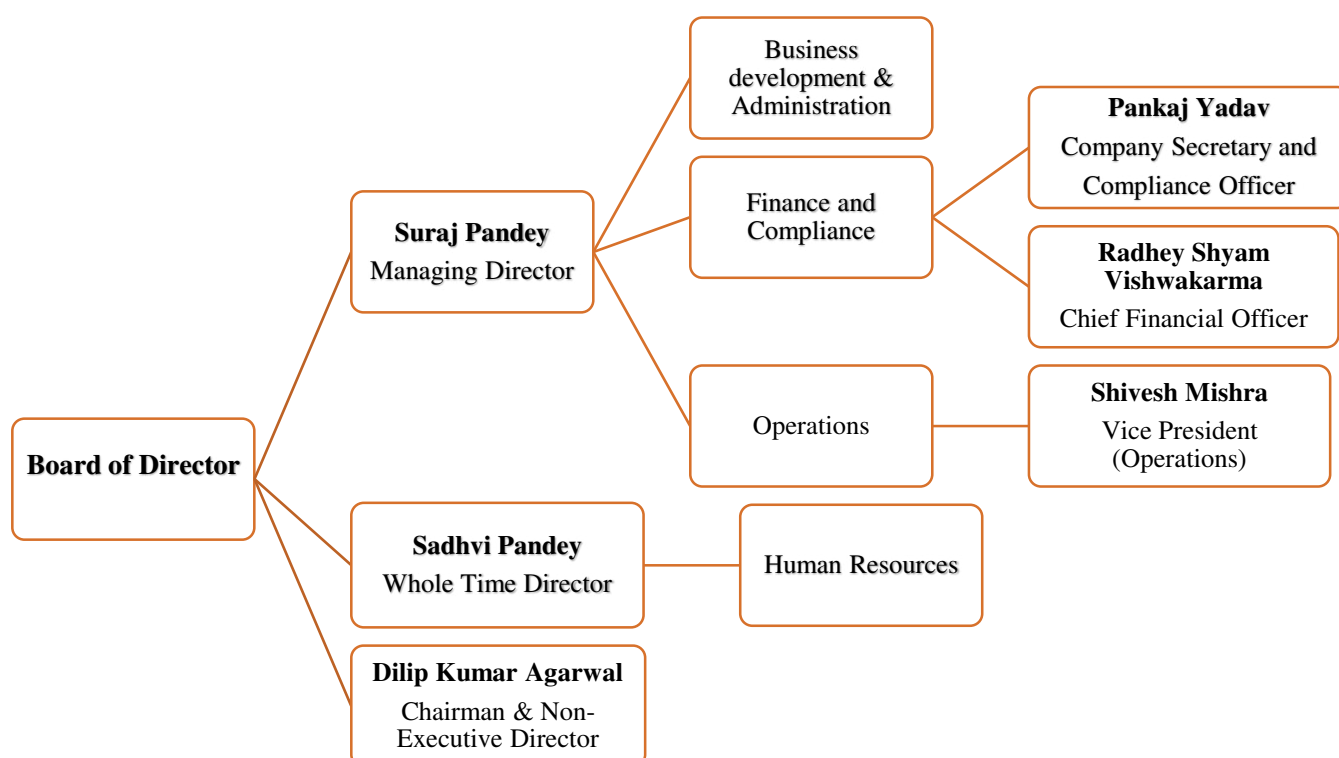 Business
development &
Administration
Pankaj Yadav
Company Secretary and
Compliance Officer
Finance and
Compliance
Suraj Pandey
Managing Director
Radhey Shyam
Vishwakarma
Chief Financial Officer
Shivesh Mishra
Vice President
(Operations)
Operations
Board of Director
Sadhvi Pandey
Whole Time Director
Human Resources
Dilip Kumar Agarwal
Chairman & Non-
Executive Director